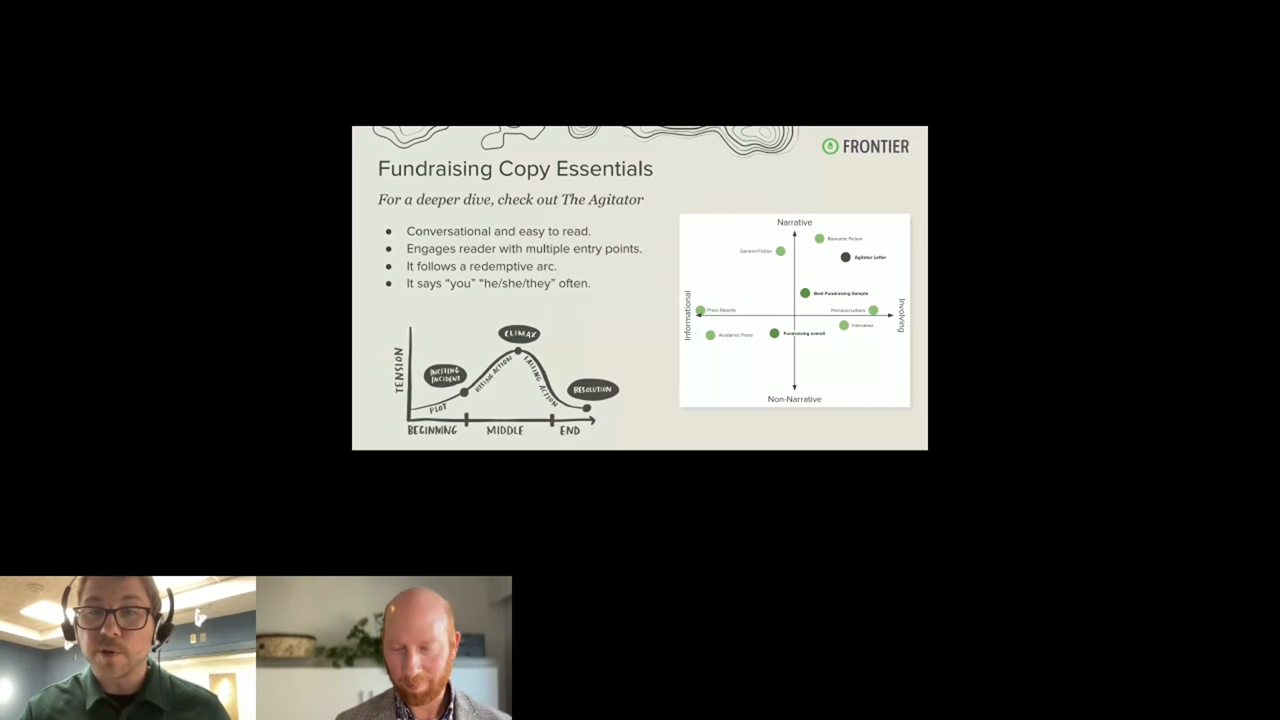 FRONTIER
Fundraising Copy Essentials
For a deeper dive, check out The Agitator
Conversational and easy to read.
Engages reader with multiple entry points.
It follows a redemptive arc.
It says “you” “he/she/they” often.
TENSION
PLOT
INCITING
INCIDENT
RISING ACTION
CLIMAX
FALLING ACTION
RESOLUTION
BEGINNING
MIDDLE
END
Narrative
Romantic Fiction
General Fiction
Agitator Letter
Best Fundraising Sample
Informational
Involving
Press Reports
Personal Letters
Interviews
Academic Prose
Fundraising overall
Non-Narrative